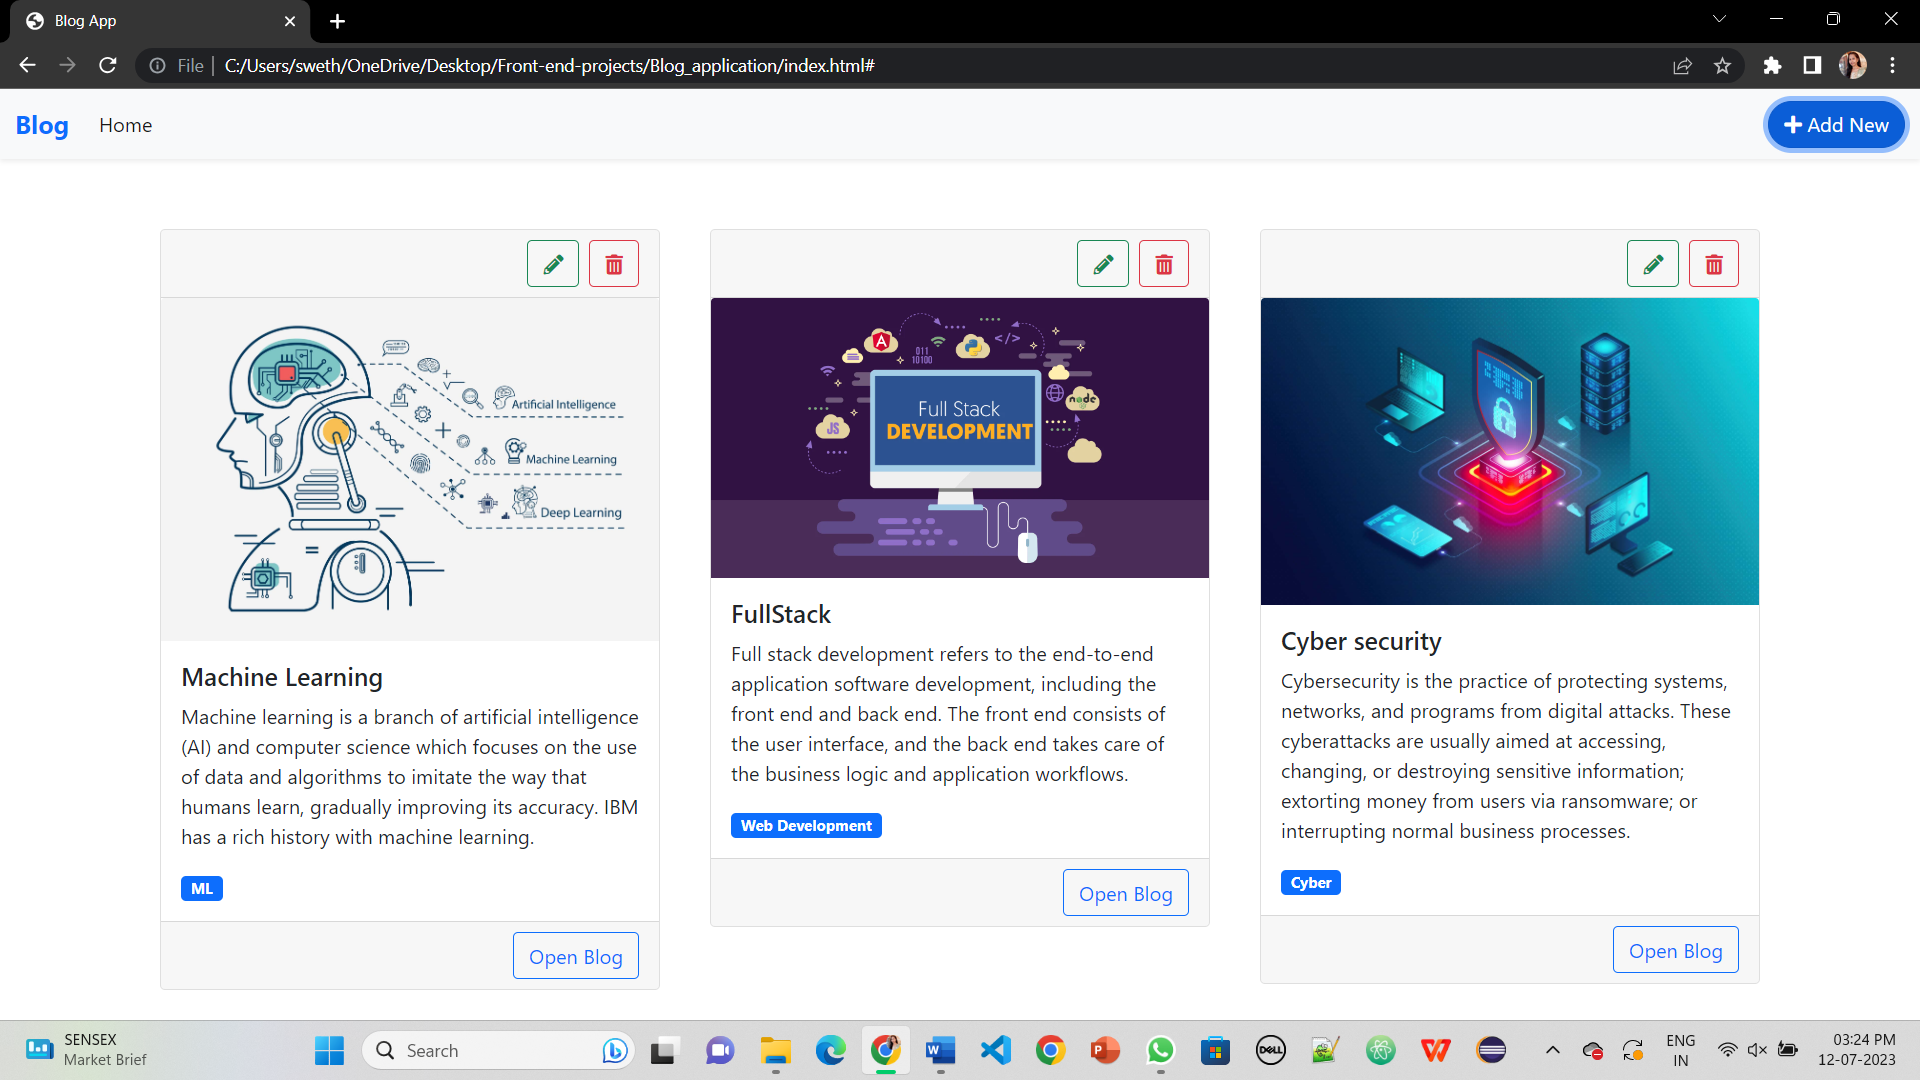 Blog App
File
C:/Users/sweth/OneDrive/Desktop/Front-end-projects/Blog_application/index.html#
Blog
Home
Add New
Artificial Intelligence
Machine Learning
Deep Learning
Machine Learning
Machine learning is a branch of artificial intelligence
(AI) and computer science which focuses on the use
of data and algorithms to imitate the way that
humans learn, gradually improving its accuracy. IBM
has a rich history with machine learning.
ML
Open Blog
A
011
10100
</>
JS
node
Full Stack
DEVELOPMENT
FullStack
Full stack development refers to the end-to-end
application software development, including the
front end and back end. The front end consists of
the user interface, and the back end takes care of
the business logic and application workflows.
Web Development
Open Blog
Cyber security
Cybersecurity is the practice of protecting systems,
networks, and programs from digital attacks. These
cyberattacks are usually aimed at accessing,
changing, or destroying sensitive information;
extorting money from users via ransomware; or
interrupting normal business processes.
Cyber
Open Blog
SENSEX
Market Brief
Search
W
P
DELL
W
ENG
IN
03:24 PM
12-07-2023